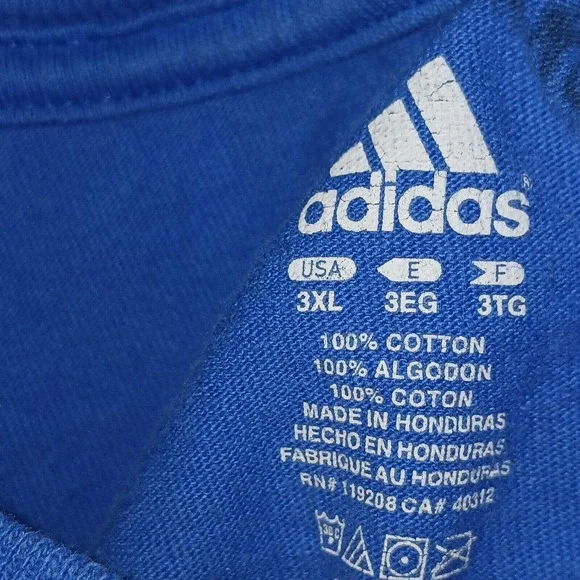 adidas®
USA E F
3XL 3EG 3TG
100% COTTON
100% ALGODON
100% COTON
MADE IN HONDURAS
HECHO EN HONDURAS
FABRIQUE AU HONDURAS
RN# 119208 CA# 40312